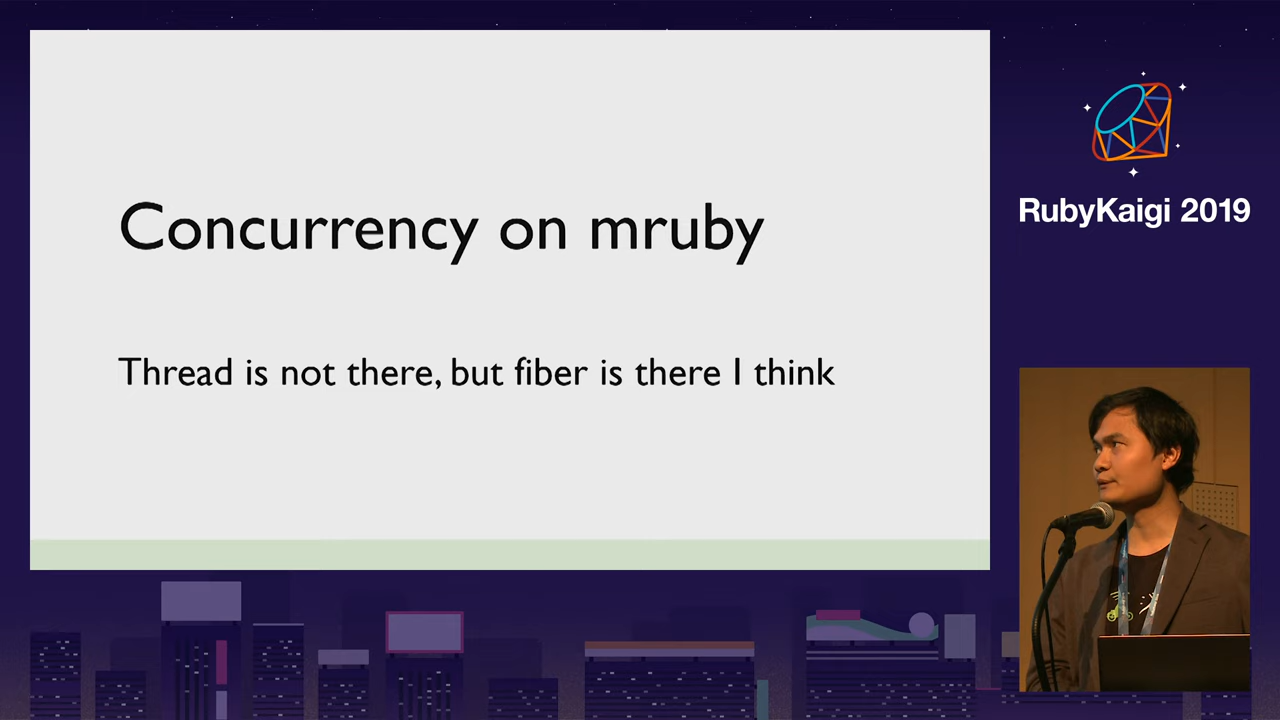 Concurrency on mruby
Thread is not there, but fiber is there I think
RubyKaigi 2019